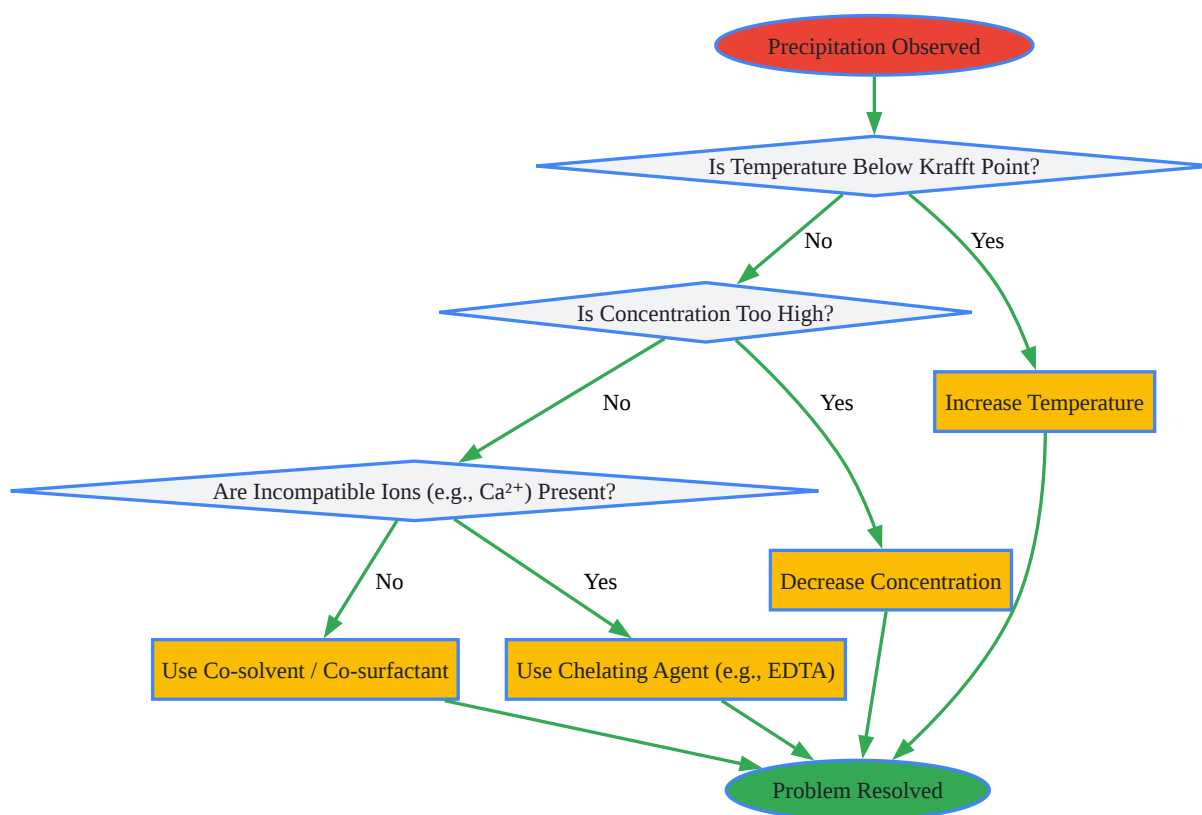 Precipitation Observed
Is Temperature Below Krafft Point?
No
Yes
Is Concentration Too High?
Increase Temperature
No
Yes
Are Incompatible Ions (e.g., Ca²⁺) Present?
Decrease Concentration
No
Yes
Use Co-solvent / Co-surfactant
Use Chelating Agent (e.g., EDTA)
Problem Resolved